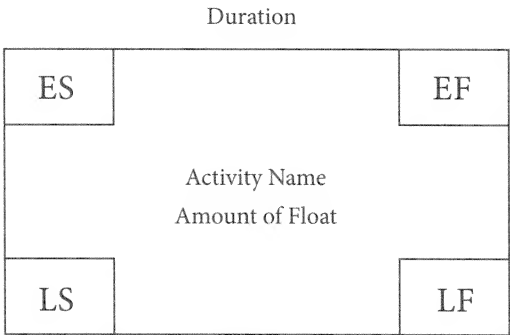 Duration
ES
EF
Activity Name
Amount of Float
LS
LF